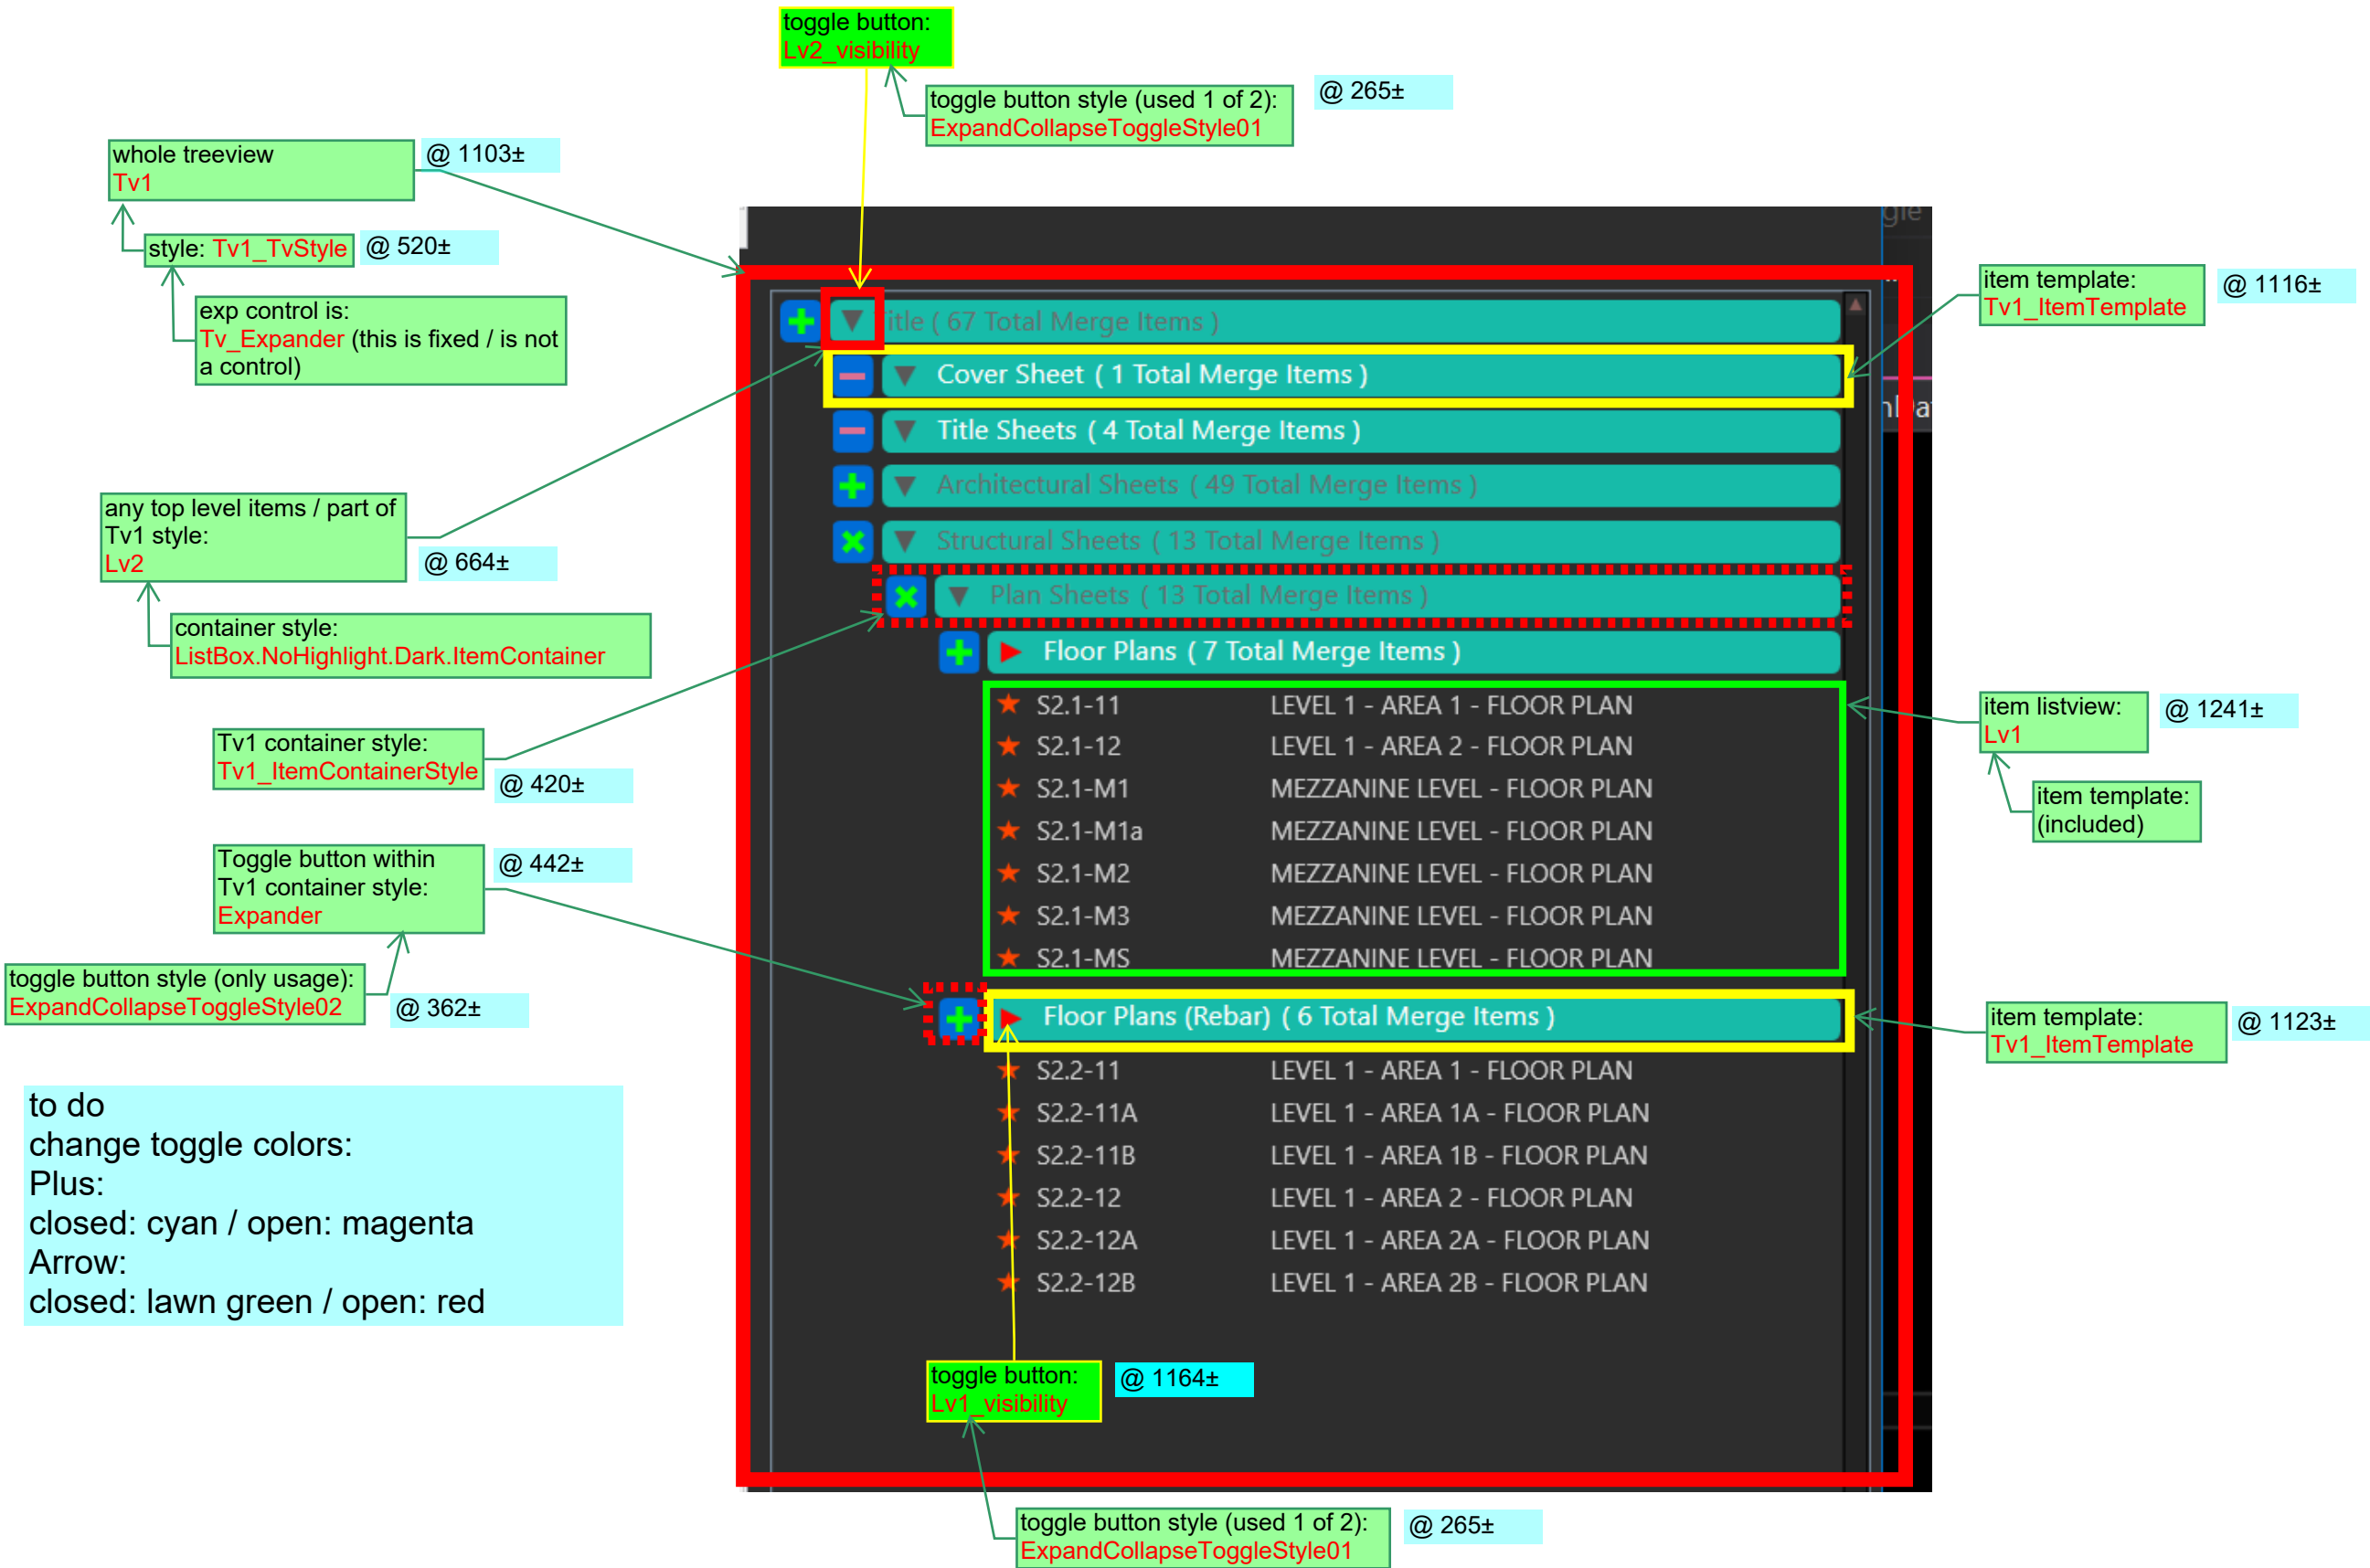 toggle button:
Lv2_visibility
toggle button style (used 1 of 2):
ExpandCollapseToggleStyle01
@ 265±
whole treeview
Tv1
@ 1103±
style: Tv1_TvStyle
@ 520±
exp control is:
Tv_Expander (this is fixed / is not
a control)
item template:
Tv1_ItemTemplate
@ 1116±
itle ( 67 Total Merge Items )
Cover Sheet ( 1 Total Merge Items )
Title Sheets ( 4 Total Merge Items )
Architectural Sheets ( 49 Total Merge Items )
Structural Sheets ( 13 Total Merge Items )
Plan Sheets ( 13 Total Merge Items )
Floor Plans ( 7 Total Merge Items )
any top level items / part of
Tv1 style:
Lv2
@ 664±
container style:
ListBox.NoHighlight.Dark.ItemContainer
S2.1-11 LEVEL 1 - AREA 1 - FLOOR PLAN
S2.1-12 LEVEL 1 - AREA 2 - FLOOR PLAN
S2.1-M1 MEZZANINE LEVEL - FLOOR PLAN
S2.1-M1a MEZZANINE LEVEL - FLOOR PLAN
S2.1-M2 MEZZANINE LEVEL - FLOOR PLAN
S2.1-M3 MEZZANINE LEVEL - FLOOR PLAN
S2.1-MS MEZZANINE LEVEL - FLOOR PLAN
item listview:
Lv1
@ 1241±
item template:
(included)
Tv1 container style:
Tv1_ItemContainerStyle
@ 420±
Toggle button within
Tv1 container style:
Expander
@ 442±
toggle button style (only usage):
ExpandCollapseToggleStyle02
@ 362±
Floor Plans (Rebar) ( 6 Total Merge Items )
item template:
Tv1_ItemTemplate
@ 1123±
S2.2-11 LEVEL 1 - AREA 1 - FLOOR PLAN
S2.2-11A LEVEL 1 - AREA 1A - FLOOR PLAN
S2.2-11B LEVEL 1 - AREA 1B - FLOOR PLAN
S2.2-12 LEVEL 1 - AREA 2 - FLOOR PLAN
S2.2-12A LEVEL 1 - AREA 2A - FLOOR PLAN
S2.2-12B LEVEL 1 - AREA 2B - FLOOR PLAN
to do
change toggle colors:
Plus:
closed: cyan / open: magenta
Arrow:
closed: lawn green / open: red
toggle button:
Lv1_visibility
@ 1164±
toggle button style (used 1 of 2):
ExpandCollapseToggleStyle01
@ 265±